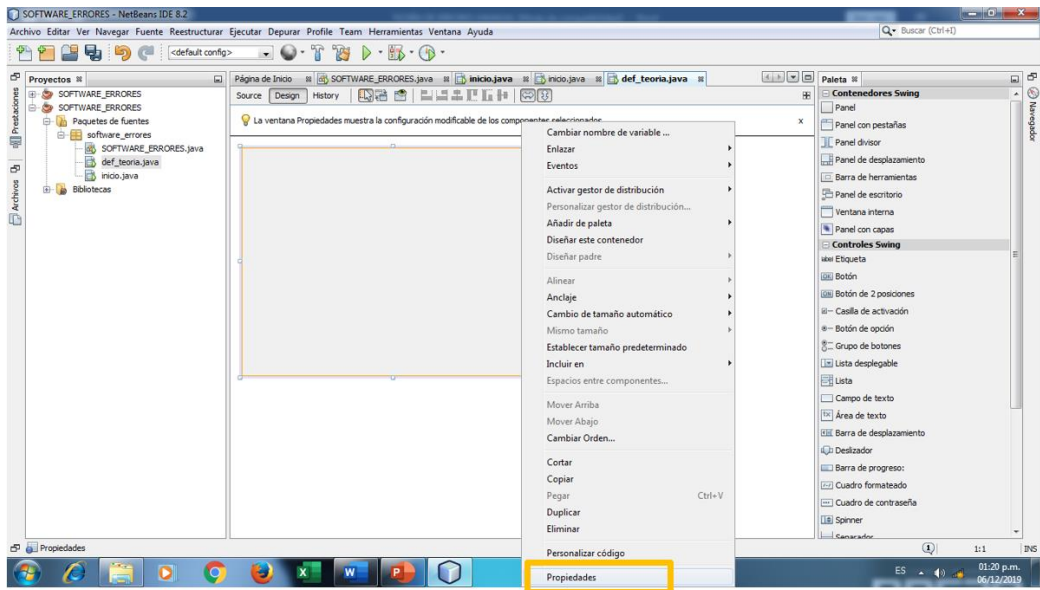 SOFTWARE_ERRORES - NetBeans IDE 8.2
Archivo Editar Ver Navegar Fuente Reestructurar Ejecutar Depurar Profile Team Herramientas Ventana Ayuda
Buscar (Ctrl+I)
<default config>
Proyectos
Página de Inicio SOFTWARE_ERRORES.java inicio.java inicio.java def_teoria.java
Paleta
Source Design History
La ventana Propiedades muestra la configuración modificable de los componentes seleccionados x
Prestaciones
Archivos
Navegador
SOFTWARE_ERRORES
SOFTWARE_ERRORES
Paquetes de fuentes
software_errores
SOFTWARE_ERRORES.java
def_teoria.java
inicio.java
Bibliotecas
Cambiar nombre de variable ...
Enlazar
Eventos
Activar gestor de distribución
Personalizar gestor de distribución...
Añadir de paleta
Diseñar este contenedor
Diseñar padre
Alinear
Anclaje
Cambio de tamaño automático
Mismo tamaño
Establecer tamaño predeterminado
Incluir en
Espacios entre componentes...
Mover Arriba
Mover Abajo
Cambiar Orden...
Cortar
Copiar
Pegar Ctrl+V
Duplicar
Eliminar
Personalizar código
Propiedades
Contenedores Swing
Panel
Panel con pestañas
Panel divisor
Panel de desplazamiento
Barra de herramientas
Panel de escritorio
Ventana interna
Panel con capas
Controles Swing
label Etiqueta
OK Botón
ON Botón de 2 posiciones
Casilla de activación
Botón de opción
Grupo de botones
Lista desplegable
Lista
Campo de texto
Área de texto
Barra de desplazamiento
Deslizador
Barra de progreso:
Cuadro formateado
Cuadro de contraseña
Spinner
Separador
Propiedades
1 1:1 INS
ES 01:20 p.m.
06/12/2019